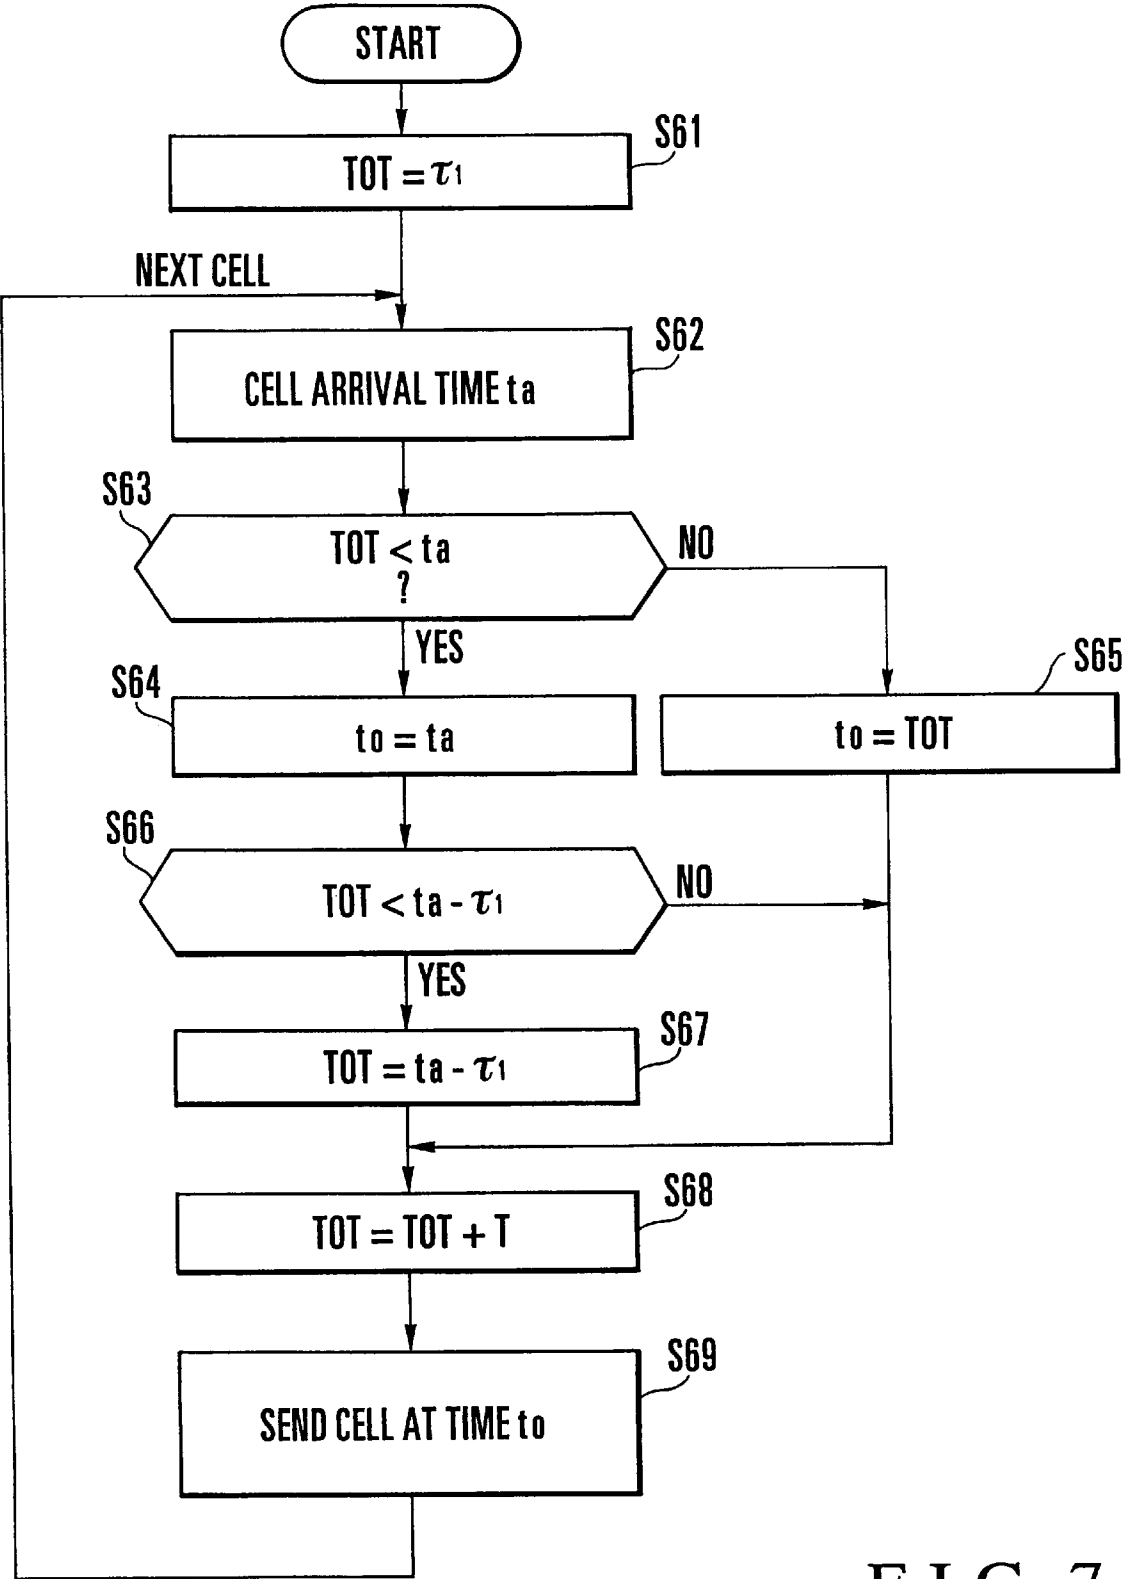 START
S61
TOT = τ1
NEXT CELL
S62
CELL ARRIVAL TIME ta
S63
TOT < ta
?
NO
YES
S64
to = ta
S65
to = TOT
S66
TOT < ta - τ1
NO
YES
S67
TOT = ta - τ1
S68
TOT = TOT + T
S69
SEND CELL AT TIME to
FIG. 7